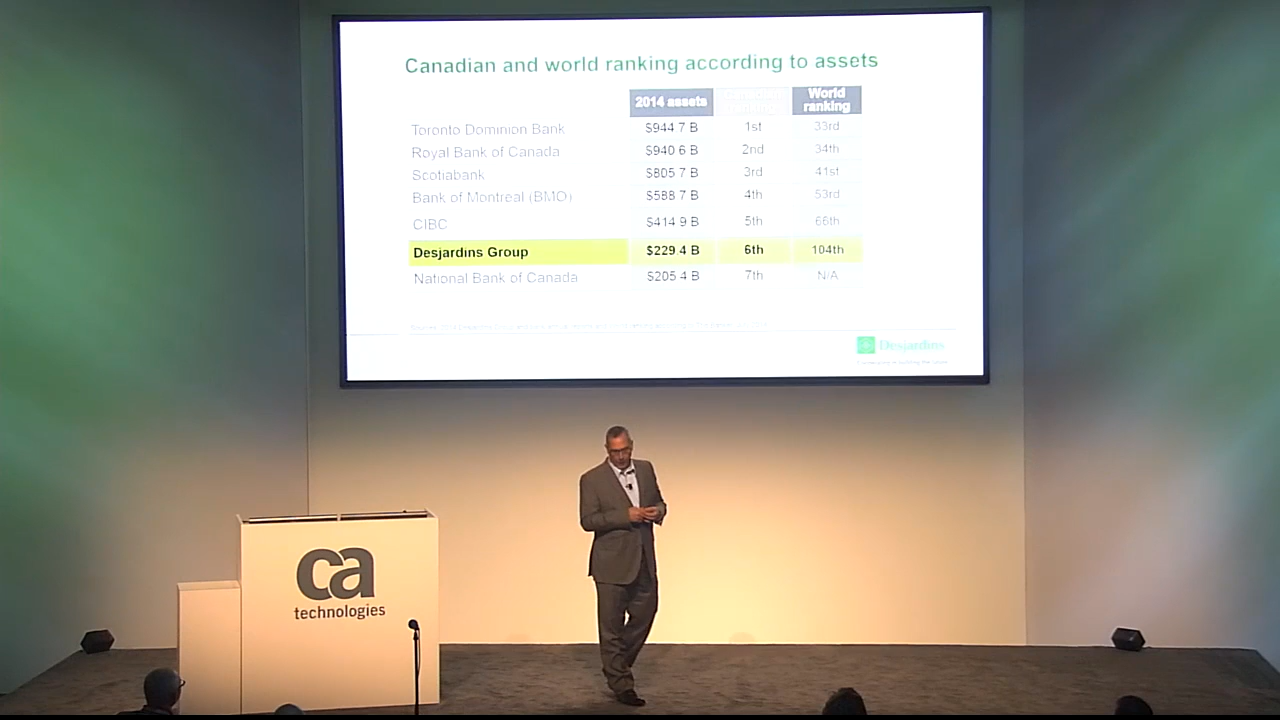 Canadian and world ranking according to assets
2014 assets World ranking
Toronto Dominion Bank $944 7 B 1st 33rd
Royal Bank of Canada $940 6 B 2nd 34th
Scotiabank $805 7 B 3rd 41st
Bank of Montreal (BMO) $588 7 B 4th 53rd
CIBC $414 9 B 5th 66th
Desjardins Group $229.4 B 6th 104th
National Bank of Canada $205 4 B 7th N/A
Desjardins
ca
technologies